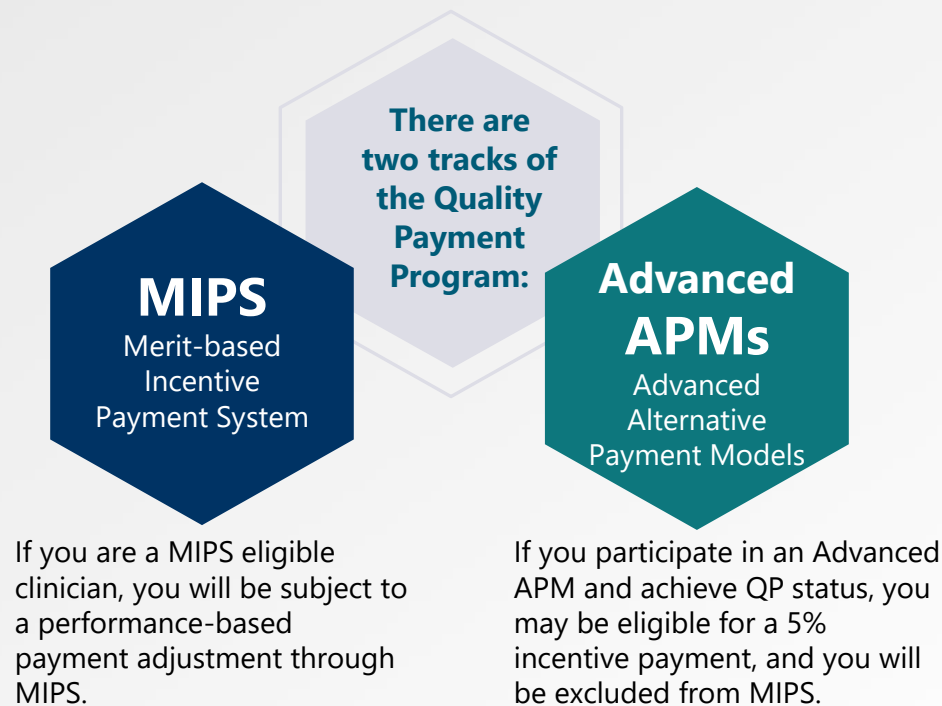 There are
two tracks of
the Quality
Payment
Program:
MIPS
Merit-based
Incentive
Payment System
Advanced
APMs
Advanced
Alternative
Payment Models
If you are a MIPS eligible
clinician, you will be subject to
a performance-based
payment adjustment through
MIPS.
If you participate in an Advanced
APM and achieve QP status, you
may be eligible for a 5%
incentive payment, and you will
be excluded from MIPS.